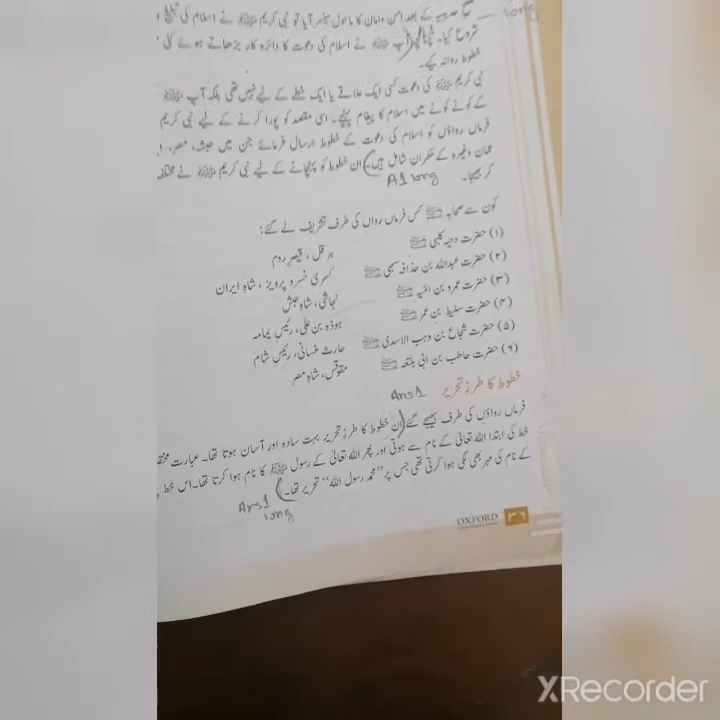 صلح حدیبیہ کے بعد امن و امان کا ماحول میسر آیا تو نبی کریم ﷺ نے اسلام کی تبلیغ
long
شروع کیا۔ چنانچہ آپ ﷺ نے اسلام کی دعوت کا دائرہ کار بڑھاتے ہوئے کئی
خطوط روانہ کیے۔
نبی کریم ﷺ کی دعوت کسی ایک علاقے یا ایک خطے کے لیے نہیں تھی بلکہ آپ ﷺ
کے کونے کونے میں اسلام کا پیغام پہنچے۔ اسی مقصد کو پورا کرنے کے لیے نبی کریم
فرماں رواؤں کو اسلام کی دعوت کے خطوط ارسال فرمائے جن میں حبشہ، مصر،
عمان وغیرہ کے حکمران شامل ہیں۔) ان خطوط کو پہنچانے کے لیے نبی کریم ﷺ نے مختلف
کر بھیجا۔
A1 long
کون سے صحابہ کس فرماں رواں کی طرف تشریف لے گئے:
(۱) حضرت دحیہ کلبی ہرقل، قیصرِ روم
(۲) حضرت عبداللہ بن حذافہ سہمی کسریٰ خسرو پرویز، شاہِ ایران
(۳) حضرت عمرو بن امیہ نجاشی، شاہِ حبش
(۴) حضرت سلیط بن عمر ہوذہ بن علی، رئیسِ یمامہ
(۵) حضرت شجاع بن وہب الاسدی حارث غسانی، رئیسِ شام
(۶) حضرت حاطب بن ابی بلتعہ مقوقس، شاہِ مصر
خطوط کا طرزِ تحریر Ans1
فرماں رواؤں کی طرف بھیجے گئے (ان خطوط کا طرزِ تحریر بہت سادہ اور آسان ہوتا تھا۔ عبارت مختصر
خط کی ابتدا اللہ تعالیٰ کے نام سے ہوتی اور پھر اللہ تعالیٰ کے رسول ﷺ کا نام ہوا کرتا تھا۔ اس خط
کے نام کی مہر بھی لگی ہوا کرتی تھی جس پر "محمد رسول اللہ" تحریر تھا۔)
Ans1
long
OXFORD
UNIVERSITY PRESS
۳۶
XRecorder